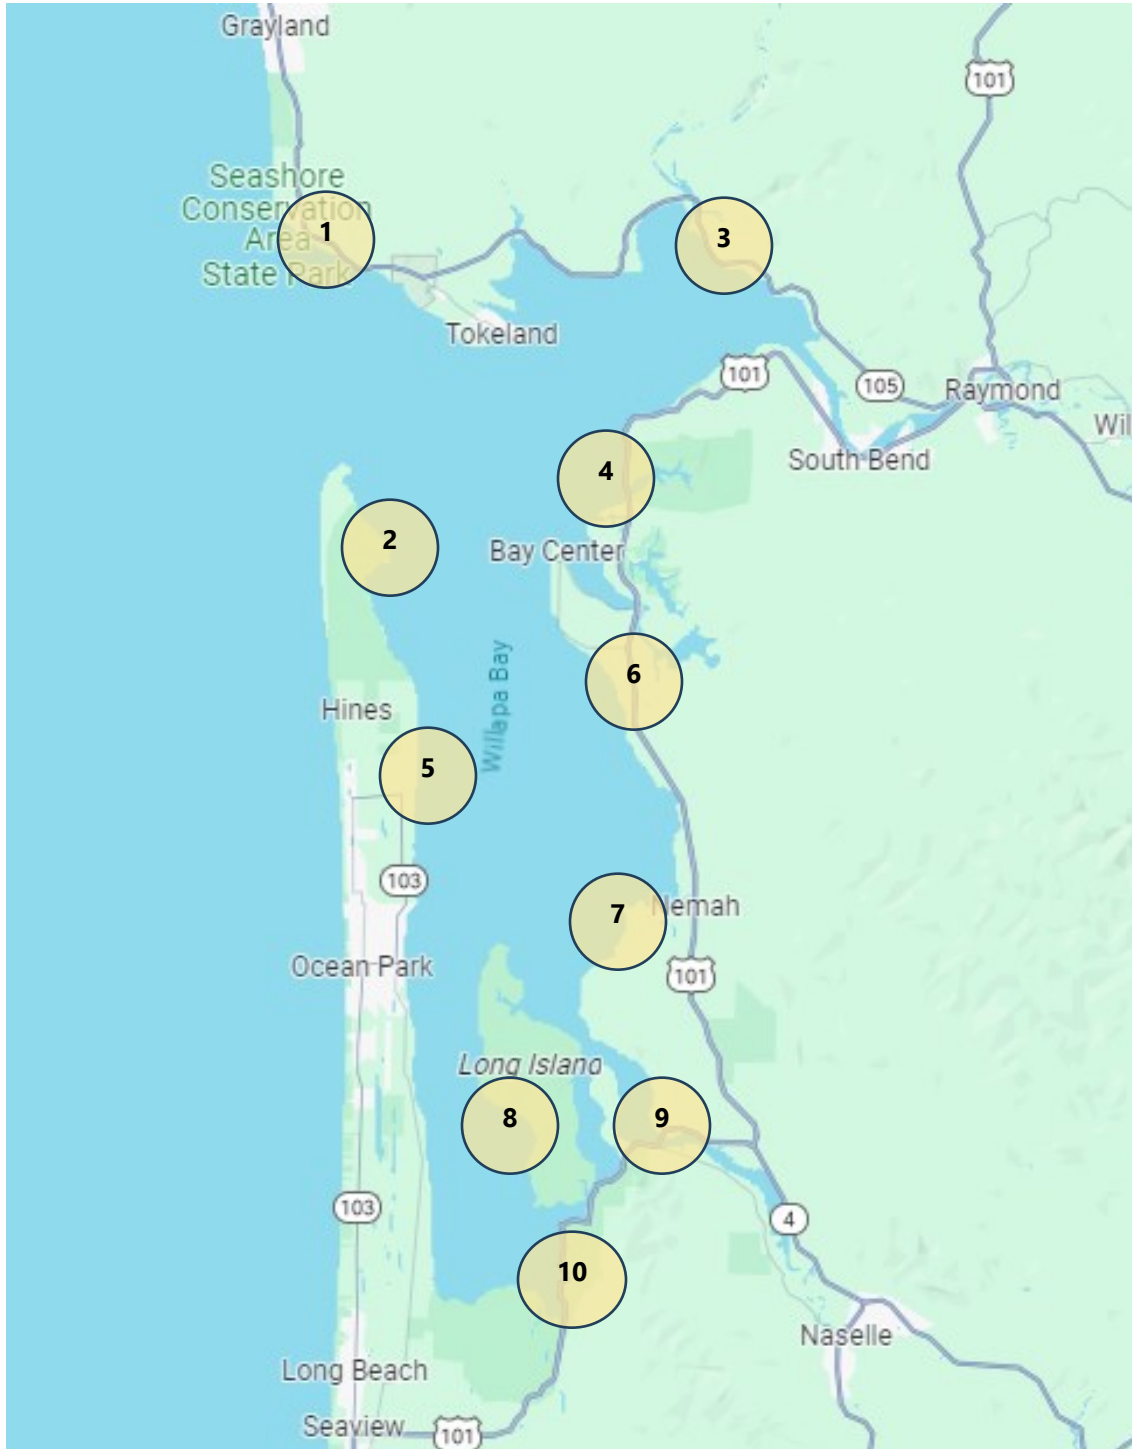 Grayland
101
Seashore
Conservation
Area
State Park
1
3
Tokeland
101
105
Raymond
Wil
South Bend
4
2
Bay Center
Willapa Bay
6
Hines
5
103
7
Nemah
Ocean Park
101
Long Island
8
9
103
4
10
Naselle
Long Beach
Seaview
101